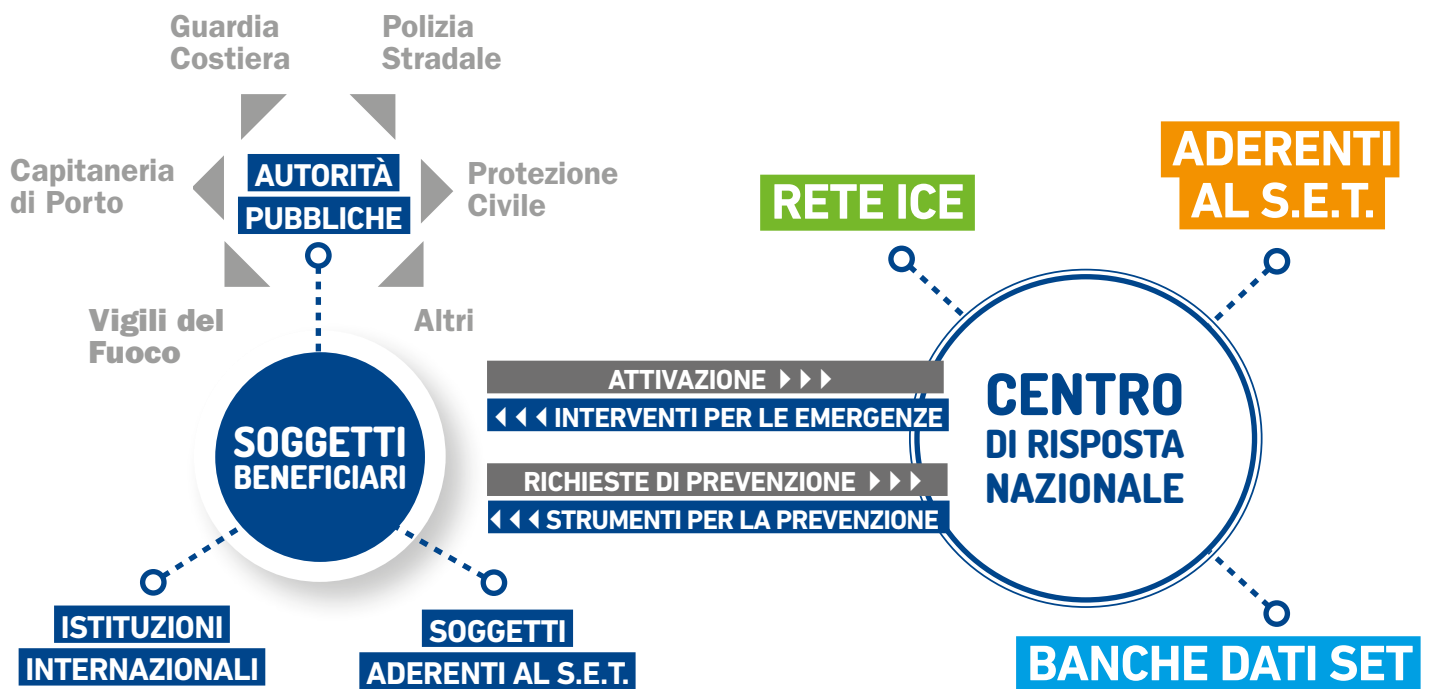 Guardia
Costiera
Polizia
Stradale
Capitaneria
di Porto
AUTORITÀ
PUBBLICHE
Protezione
Civile
Vigili del
Fuoco
Altri
SOGGETTI
BENEFICIARI
ISTITUZIONI
INTERNAZIONALI
SOGGETTI
ADERENTI AL S.E.T.
ATTIVAZIONE
INTERVENTI PER LE EMERGENZE
RICHIESTE DI PREVENZIONE
STRUMENTI PER LA PREVENZIONE
RETE ICE
ADERENTI
AL S.E.T.
CENTRO
DI RISPOSTA
NAZIONALE
BANCHE DATI SET